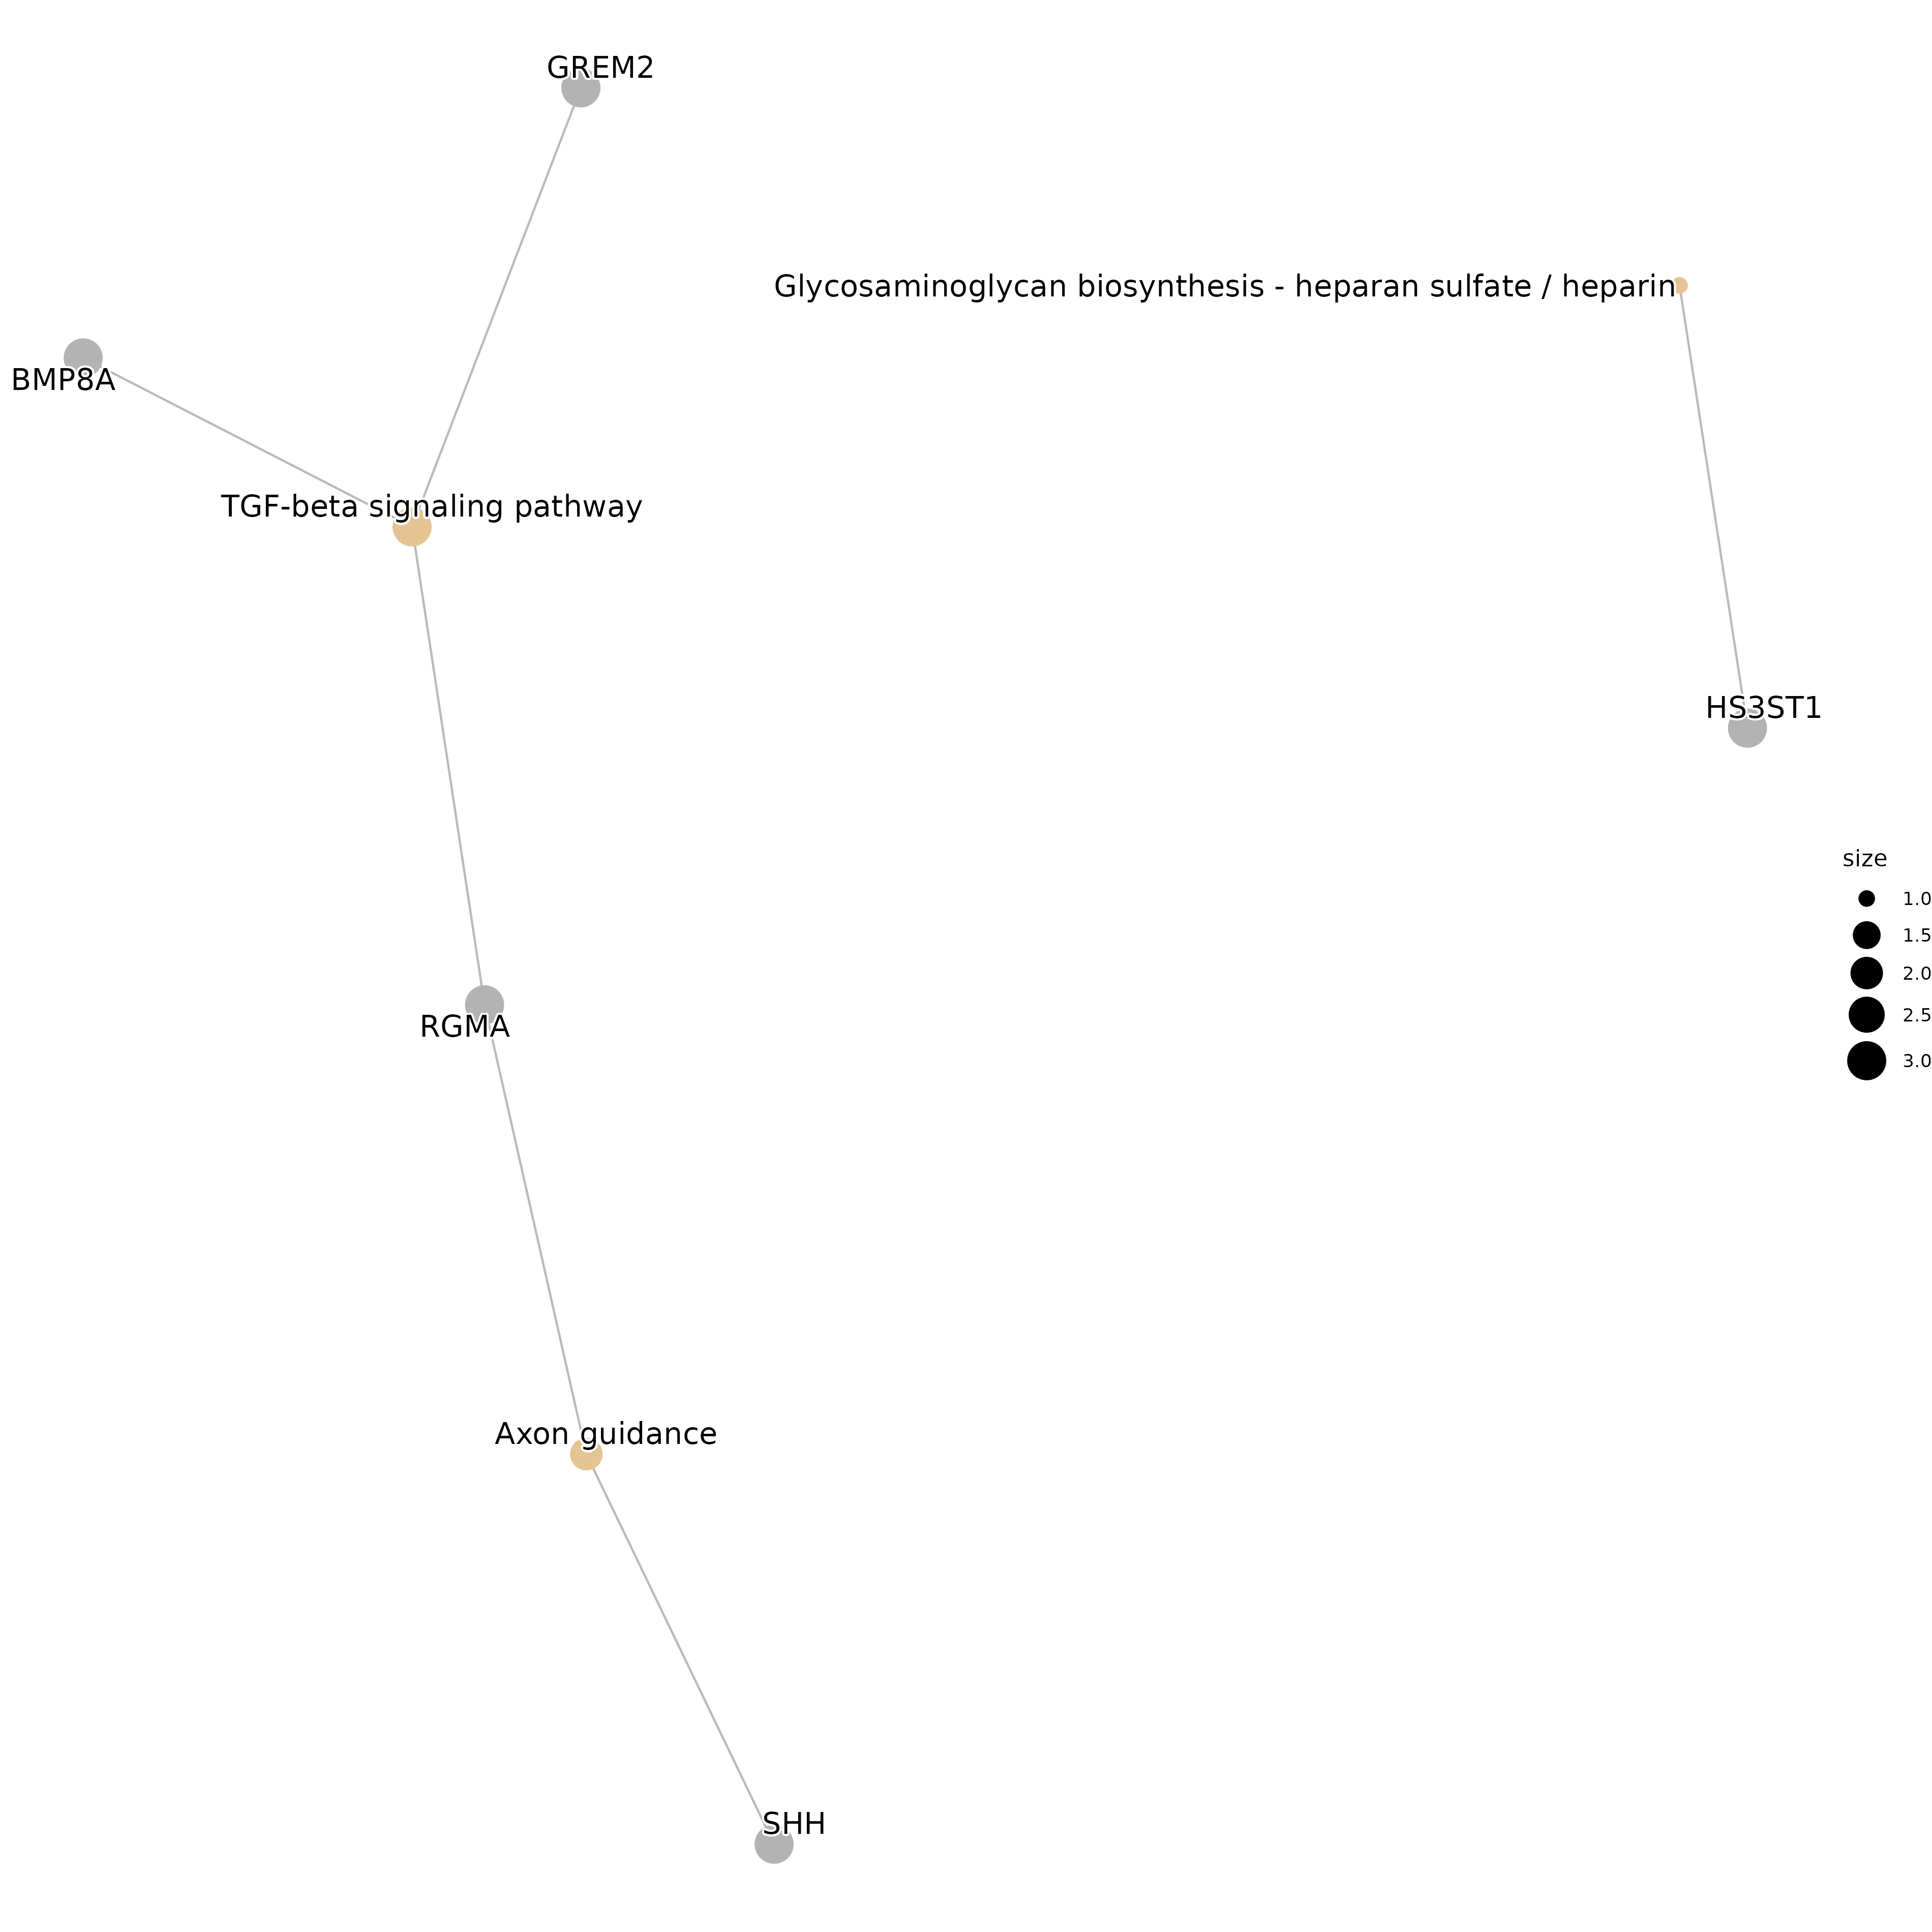 GREM2
Glycosaminoglycan biosynthesis - heparan sulfate / heparin
BMP8A
TGF-beta signaling pathway
HS3ST1
size
1.0
1.5
2.0
2.5
3.0
RGMA
Axon guidance
SHH